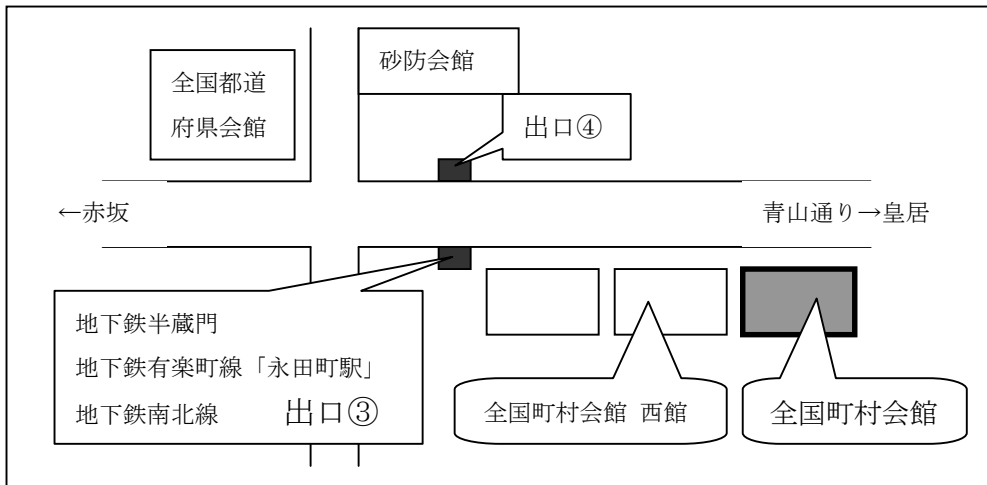 砂防会館
全国都道
府県会館
出口④
←赤坂
青山通り→皇居
地下鉄半蔵門
地下鉄有楽町線「永田町駅」
地下鉄南北線 出口③
全国町村会館 西館
全国町村会館